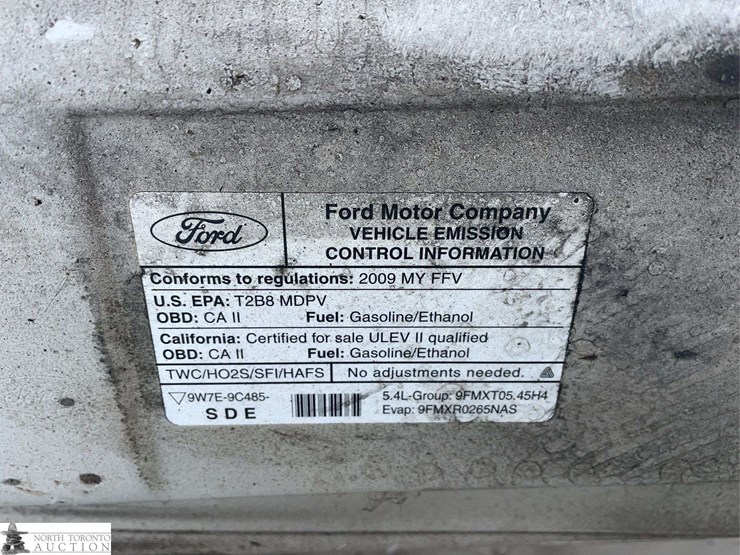 Ford
Ford Motor Company
VEHICLE EMISSION
CONTROL INFORMATION
Conforms to regulations: 2009 MY FFV
U.S. EPA: T2B8 MDPV
OBD: CA II Fuel: Gasoline/Ethanol
California: Certified for sale ULEV II qualified
OBD: CA II Fuel: Gasoline/Ethanol
TWC/HO2S/SFI/HAFS No adjustments needed.
9W7E-9C485- 5.4L-Group: 9FMXT05.45H4
SDE Evap: 9FMXR0265NAS
NORTH TORONTO
AUCTION